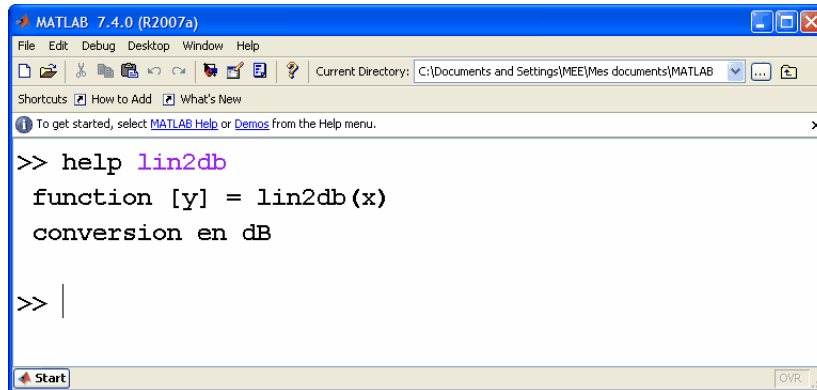 MATLAB 7.4.0 (R2007a)
File Edit Debug Desktop Window Help
Current Directory: C:\Documents and Settings\MEE\Mes documents\MATLAB
Shortcuts How to Add What's New
To get started, select MATLAB Help or Demos from the Help menu.
>> help lin2db
function [y] = lin2db(x)
conversion en dB
>>
Start OVR